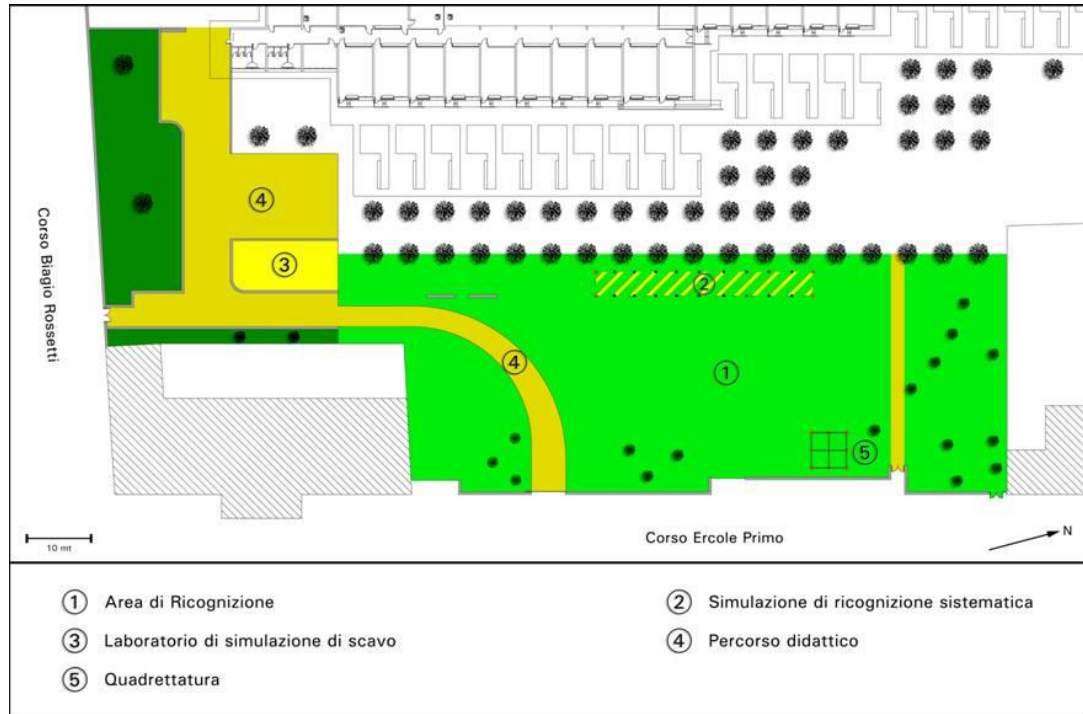 4
3
Corso Biagio Rossetti
2
4
1
5
Corso Ercole Primo
N
10 mt
1 Area di Ricognizione
2 Simulazione di ricognizione sistematica
3 Laboratorio di simulazione di scavo
4 Percorso didattico
5 Quadrettatura